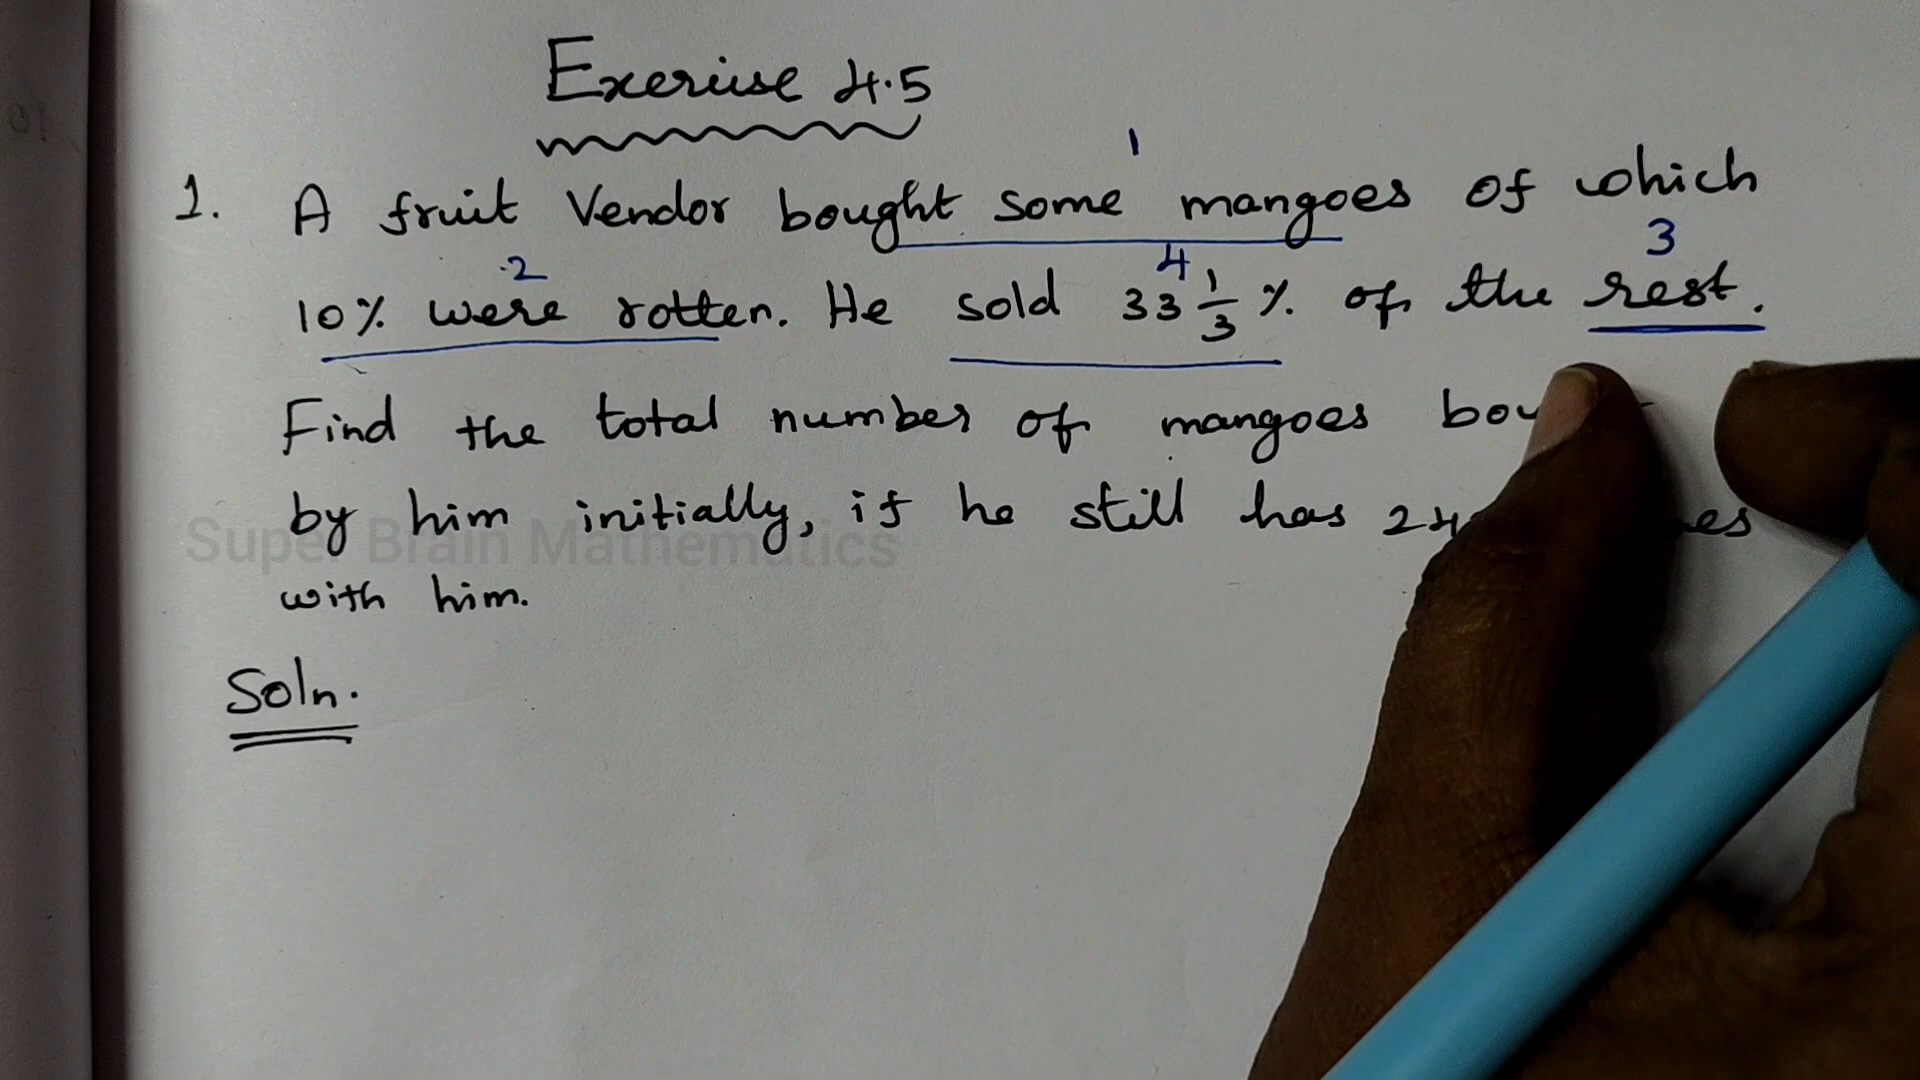 Exercise 4.5
1
1. A fruit Vendor bought some mangoes of which
2 4 3
10% were rotten. He sold 33 1/3 % of the rest.
Find the total number of mangoes
by him initially, if he still has
with him.
Soln.
Super Brain Mathematics